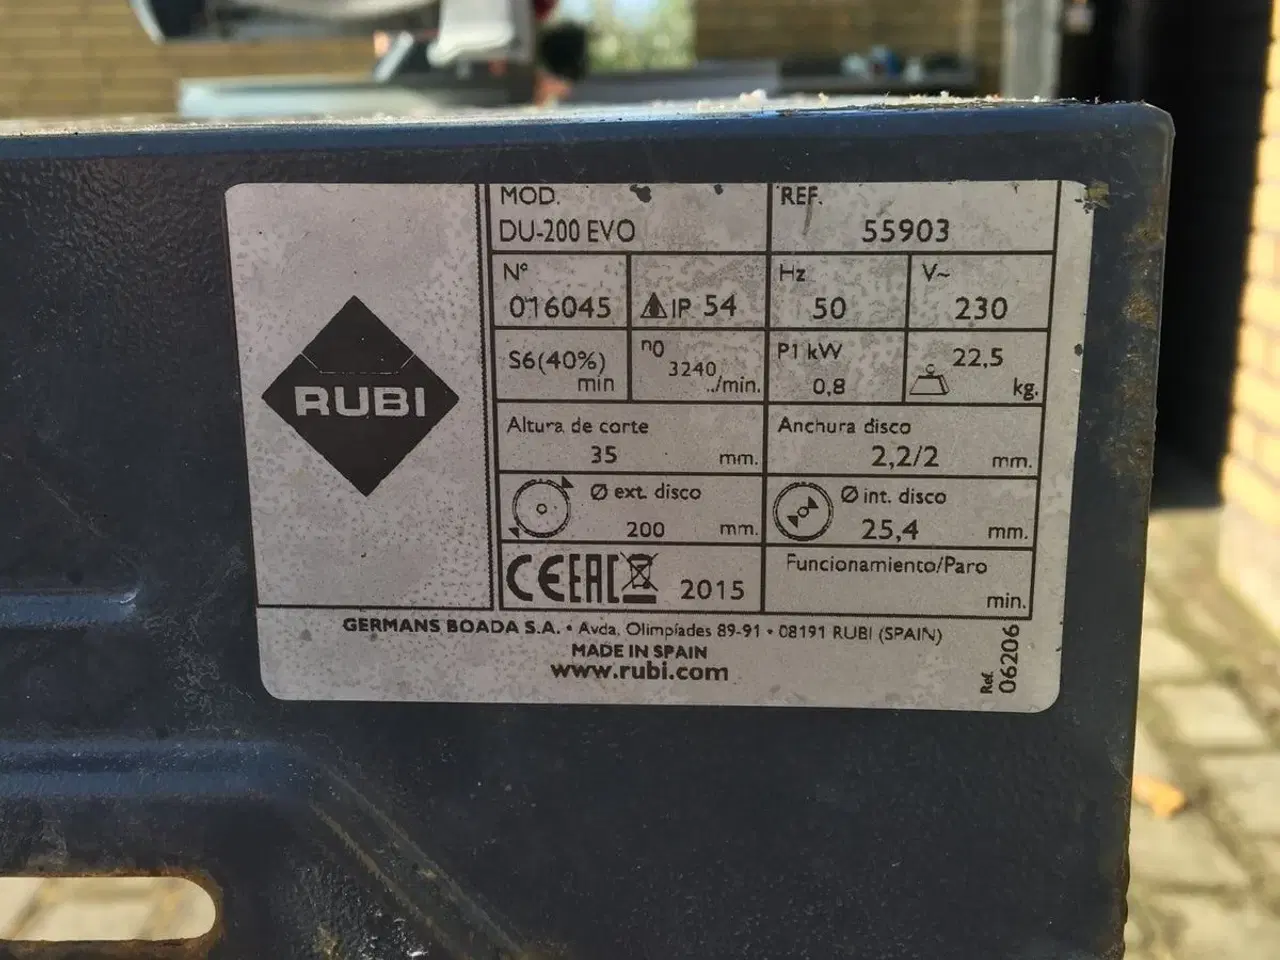 RUBI
MOD.
DU-200 EVO
REF.
55903
N°
016045
IP 54
Hz
50
V~
230
S6(40%)
min
n0
3240
../min.
P1 kW
0,8
22,5
kg.
Altura de corte
35 mm.
Anchura disco
2,2/2 mm.
Ø ext. disco
200 mm.
Ø int. disco
25,4 mm.
CE EAC 2015
Funcionamiento/Paro
min.
GERMANS BOADA S.A. • Avda. Olimpíades 89-91 • 08191 RUBI (SPAIN)
MADE IN SPAIN
www.rubi.com
Ref.
06206